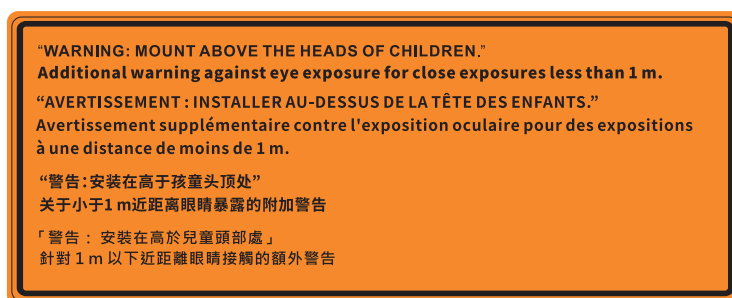 “WARNING: MOUNT ABOVE THE HEADS OF CHILDREN.”
Additional warning against eye exposure for close exposures less than 1 m.
“AVERTISSEMENT : INSTALLER AU-DESSUS DE LA TÊTE DES ENFANTS.”
Avertissement supplémentaire contre l'exposition oculaire pour des expositions
à une distance de moins de 1 m.
“警告:安装在高于孩童头顶处”
关于小于1 m近距离眼睛暴露的附加警告
「警告： 安裝在高於兒童頭部處」
針對 1 m 以下近距離眼睛接觸的額外警告